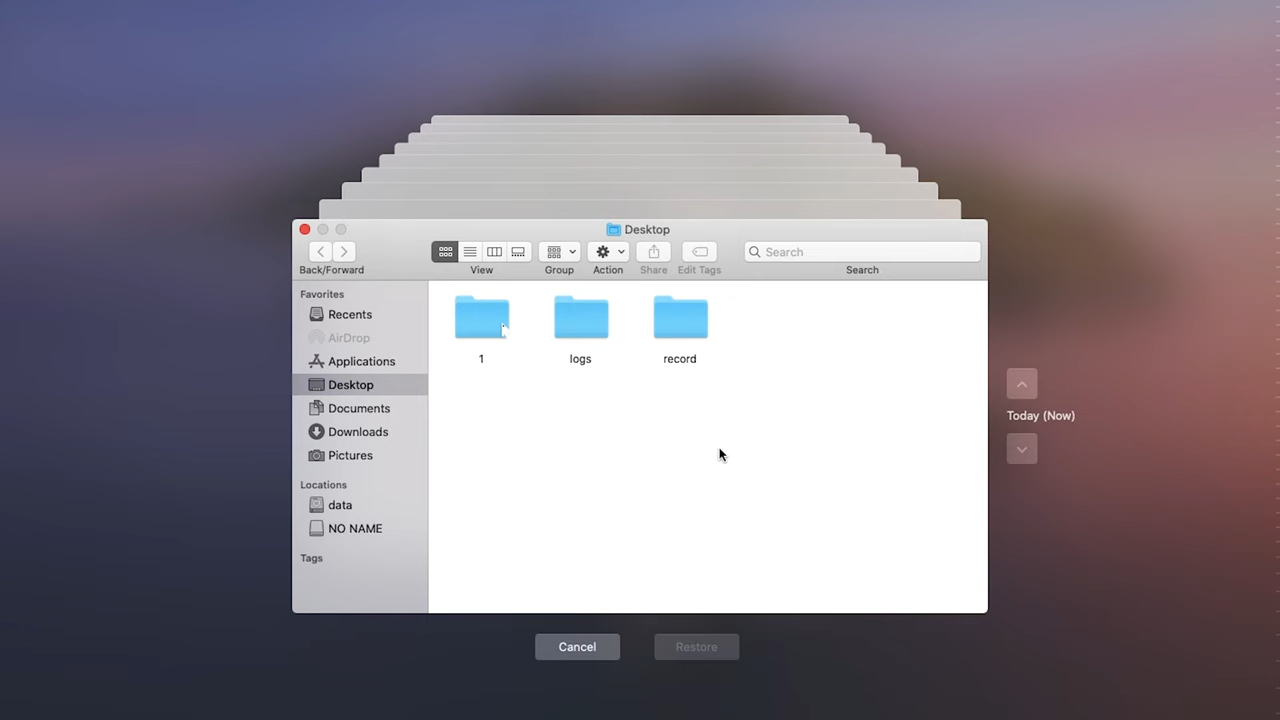 Desktop
Search
Back/Forward View Group Action Share Edit Tags Search
Favorites
Recents
AirDrop
Applications
Desktop
Documents
Downloads
Pictures
Locations
data
NO NAME
Tags
1 logs record
Today (Now)
Cancel Restore